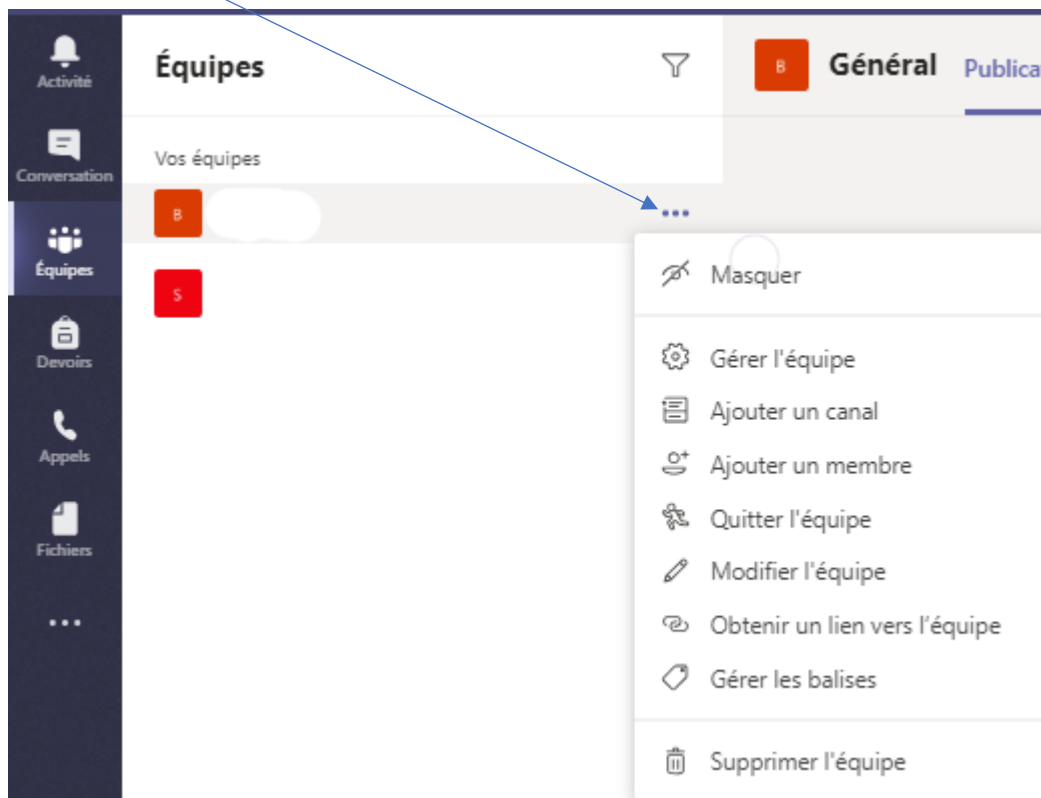 Activité
Conversation
Équipes
Devoirs
Appels
Fichiers
Équipes
Vos équipes
B
S
B
Général Publica
Masquer
Gérer l'équipe
Ajouter un canal
Ajouter un membre
Quitter l'équipe
Modifier l'équipe
Obtenir un lien vers l'équipe
Gérer les balises
Supprimer l'équipe